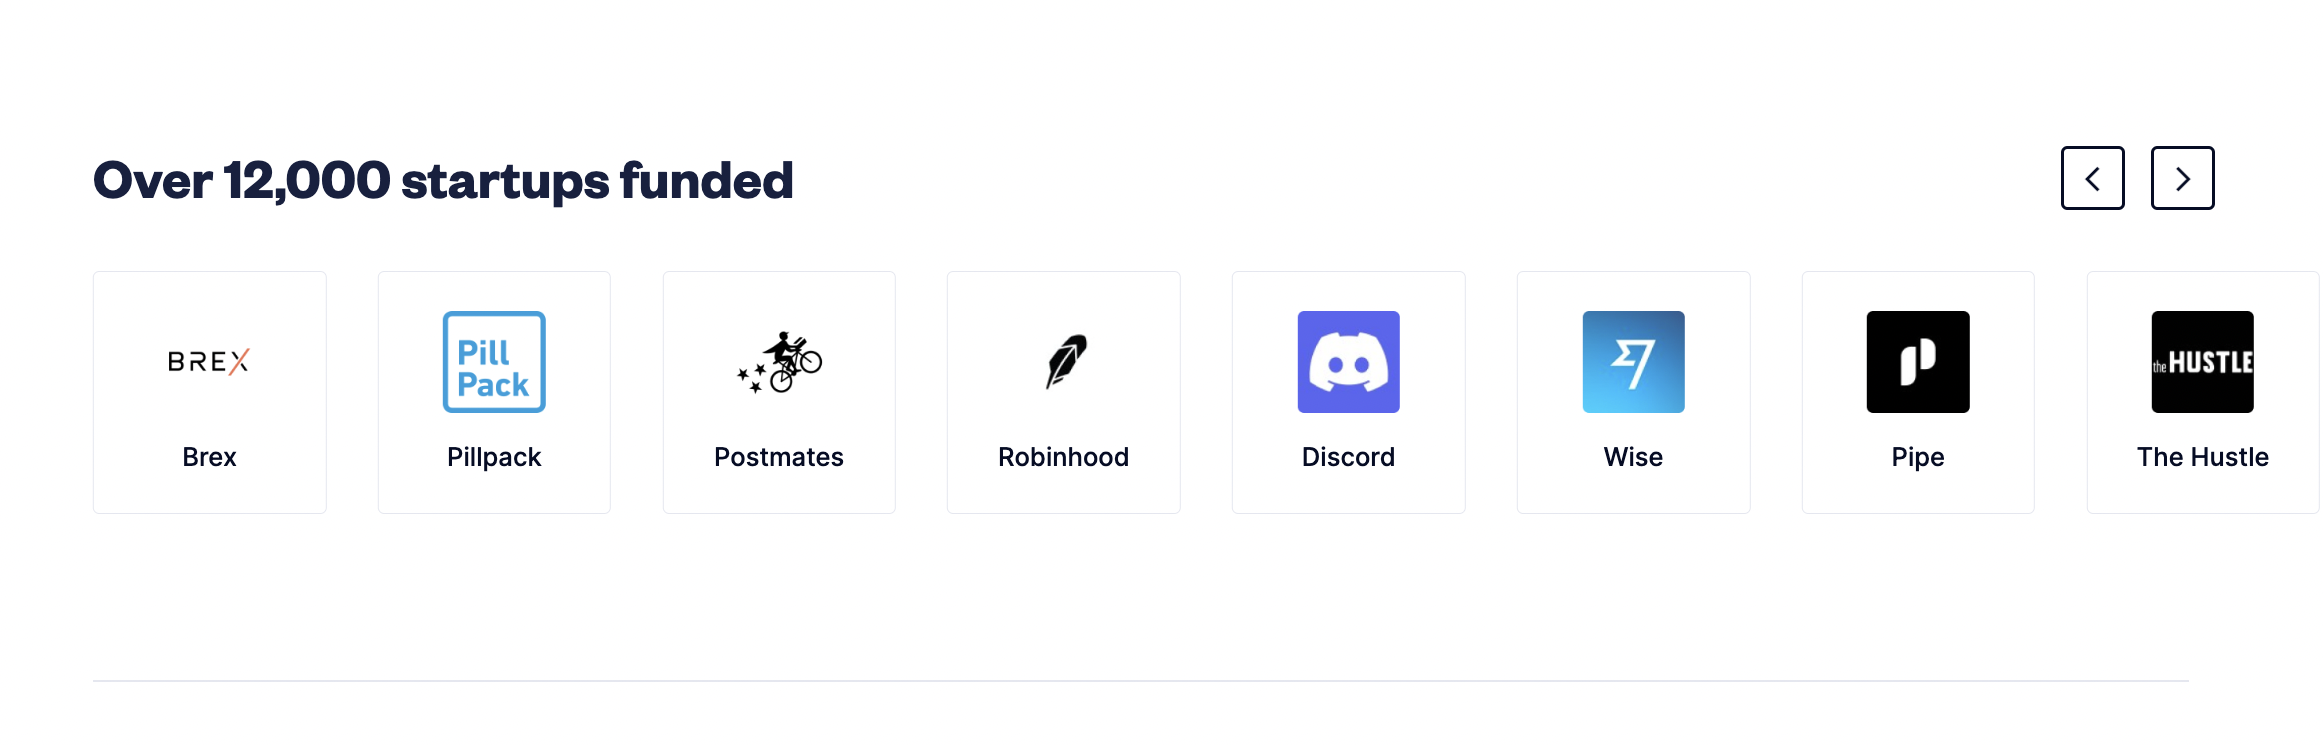 Over 12,000 startups funded
BREX
Pill
Pack
the HUSTLE
Brex
Pillpack
Postmates
Robinhood
Discord
Wise
Pipe
The Hustle